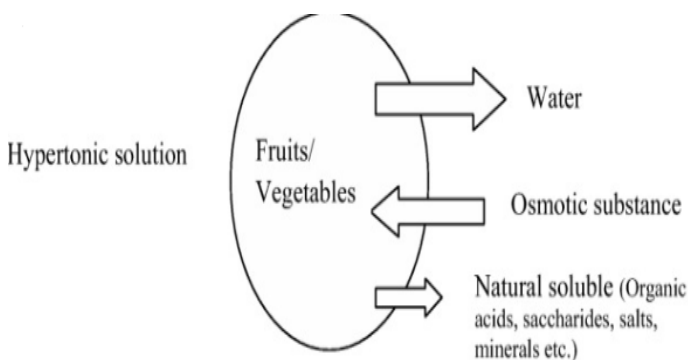 Water
Hypertonic solution
Fruits/
Vegetables
Osmotic substance
Natural soluble (Organic
acids, saccharides, salts,
minerals etc.)